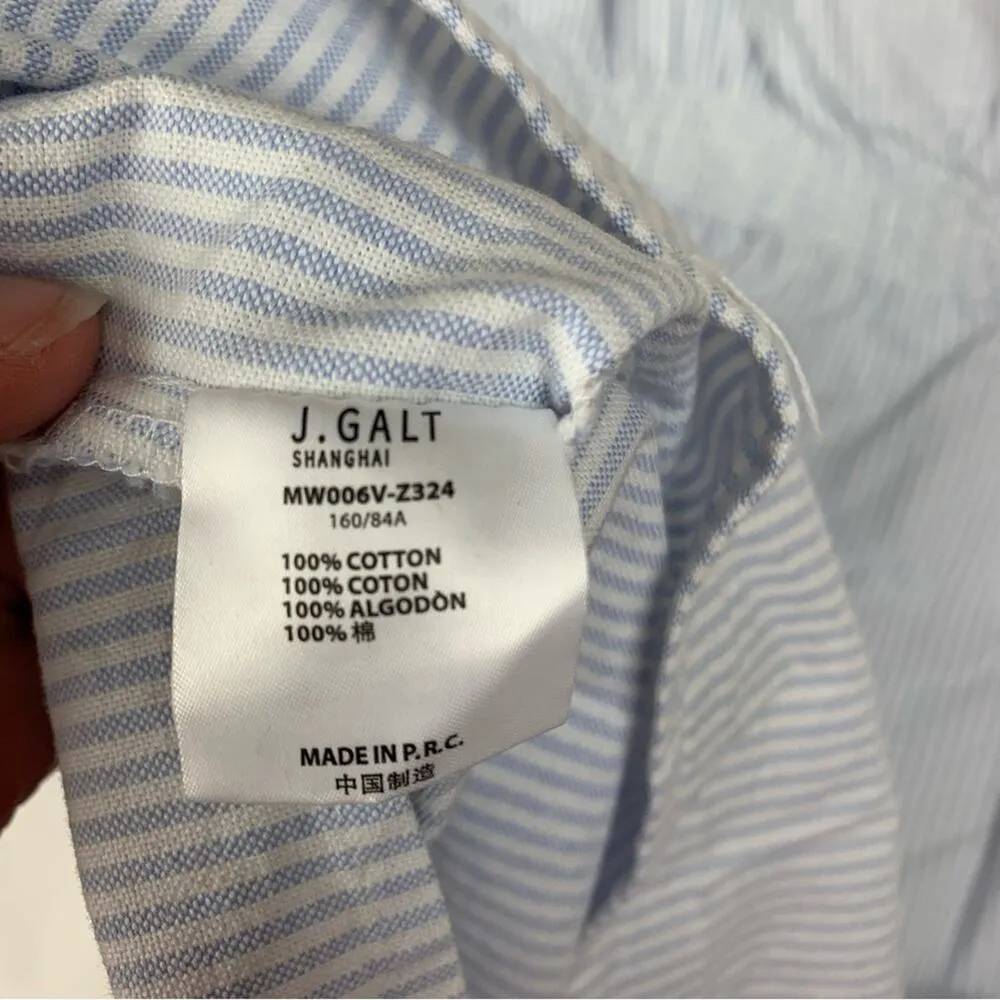 J.GALT
SHANGHAI
MW006V-Z324
160/84A
100% COTTON
100% COTON
100% ALGODÒN
100% 棉
MADE IN P.R.C.
中国制造